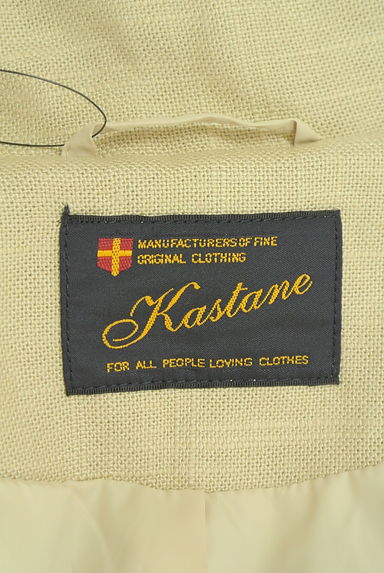 MANUFACTURERS OF FINE
ORIGINAL CLOTHING
Kastane
FOR ALL PEOPLE LOVING CLOTHES